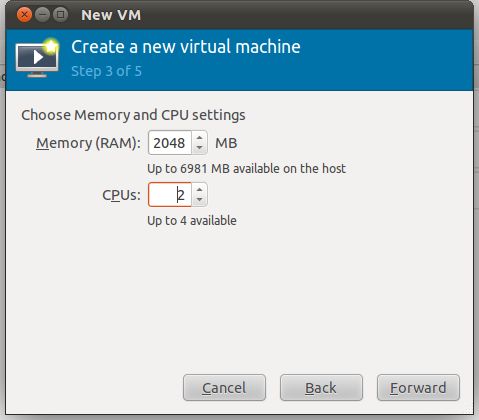 New VM
Create a new virtual machine
Step 3 of 5
Choose Memory and CPU settings
Memory (RAM): 2048 MB
Up to 6981 MB available on the host
CPUs: 2
Up to 4 available
Cancel Back Forward